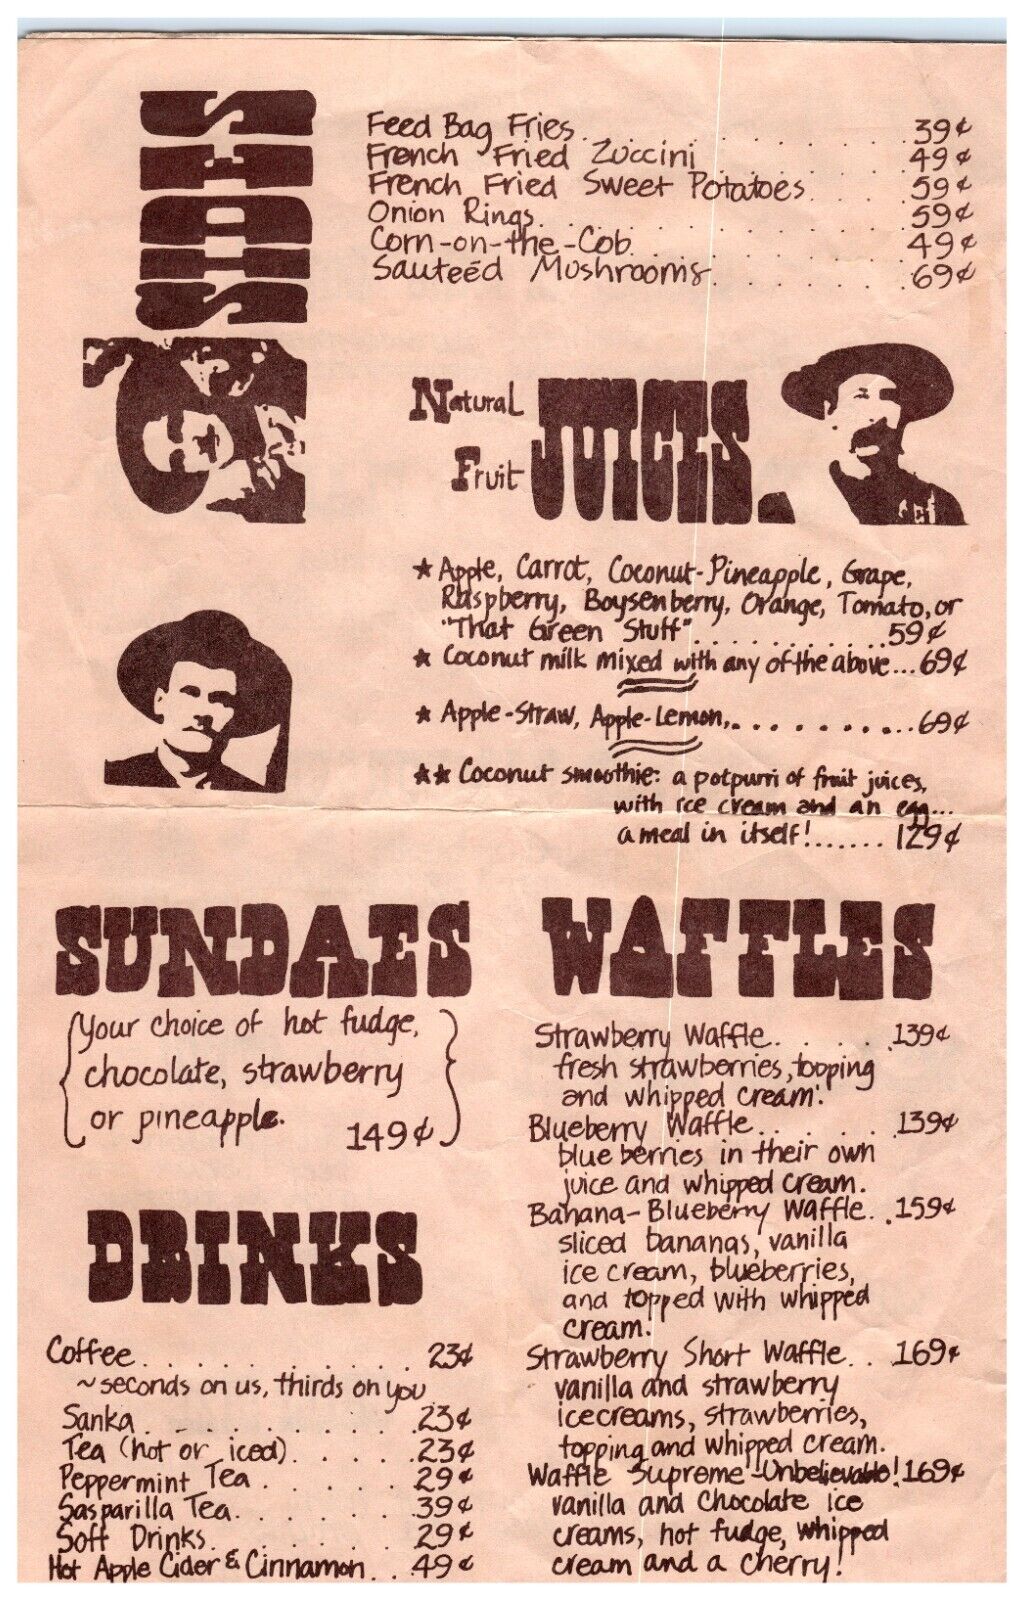 SIDES
Feed Bag Fries. . . . . . . . . . . 39¢
French Fried Zuccini . . . . . . . 49¢
French Fried Sweet Potatoes . . . . 59¢
Onion Rings. . . . . . . . . . . . 59¢
Corn-on-the-Cob . . . . . . . . . 49¢
Sauteéd Mushrooms. . . . . . . . .69¢
Natural
Fruit
JUICES
★ Apple, Carrot, Coconut-Pineapple, Grape,
Raspberry, Boysenberry, Orange, Tomato, or
"That Green Stuff". . . . . . . . . . . 59¢
★ Coconut milk mixed with any of the above...69¢
★ Apple-Straw, Apple-Lemon,. . . . . . . . ...69¢
★★ Coconut smoothie: a potpurri of fruit juices,
with ice cream and an egg...
a meal in itself!....... 129¢
SUNDAES
Your choice of hot fudge,
chocolate, strawberry
or pineapple.
149¢
DRINKS
Coffee. . . . . . . . . . . . 23¢
~seconds on us, thirds on you
Sanka. . . . . . . . . . . .23¢
Tea (hot or iced). . . . . .23¢
Peppermint Tea . . . . . . 29¢
Sasparilla Tea. . . . . . . .39¢
Soft Drinks. . . . . . . . .29¢
Hot Apple Cider & Cinnamon. . .49¢
WAFFLES
Strawberry Waffle. . . . . .139¢
fresh strawberries, topping
and whipped cream.
Blueberry Waffle. . . . . . .139¢
blueberries in their own
juice and whipped cream.
Banana-Blueberry Waffle. . .159¢
sliced bananas, vanilla
ice cream, blueberries,
and topped with whipped
cream.
Strawberry Short Waffle. . .169¢
vanilla and strawberry
icecreams, strawberries,
topping and whipped cream.
Waffle Supreme-Unbelievable! 169¢
vanilla and chocolate ice
creams, hot fudge, whipped
cream and a cherry!